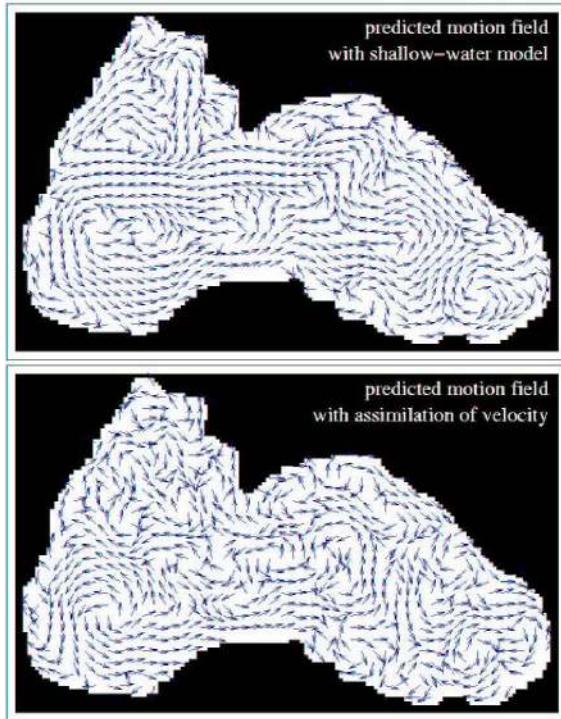 predicted motion field
with shallow−water model
predicted motion field
with assimilation of velocity